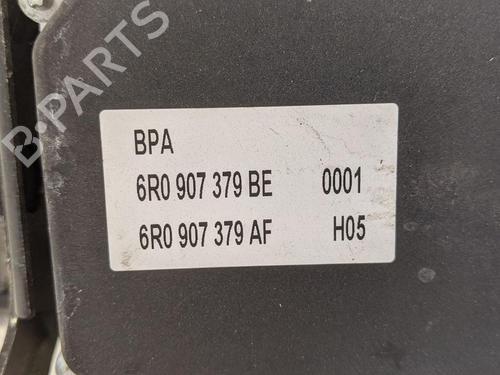 B-PARTS
BPA
6R0 907 379 BE 0001
6R0 907 379 AF H05